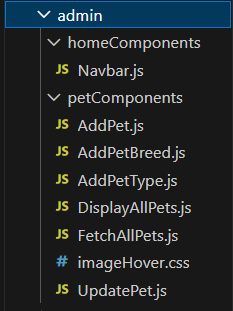 admin
homeComponents
JS Navbar.js
petComponents
JS AddPet.js
JS AddPetBreed.js
JS AddPetType.js
JS DisplayAllPets.js
JS FetchAllPets.js
# imageHover.css
JS UpdatePet.js